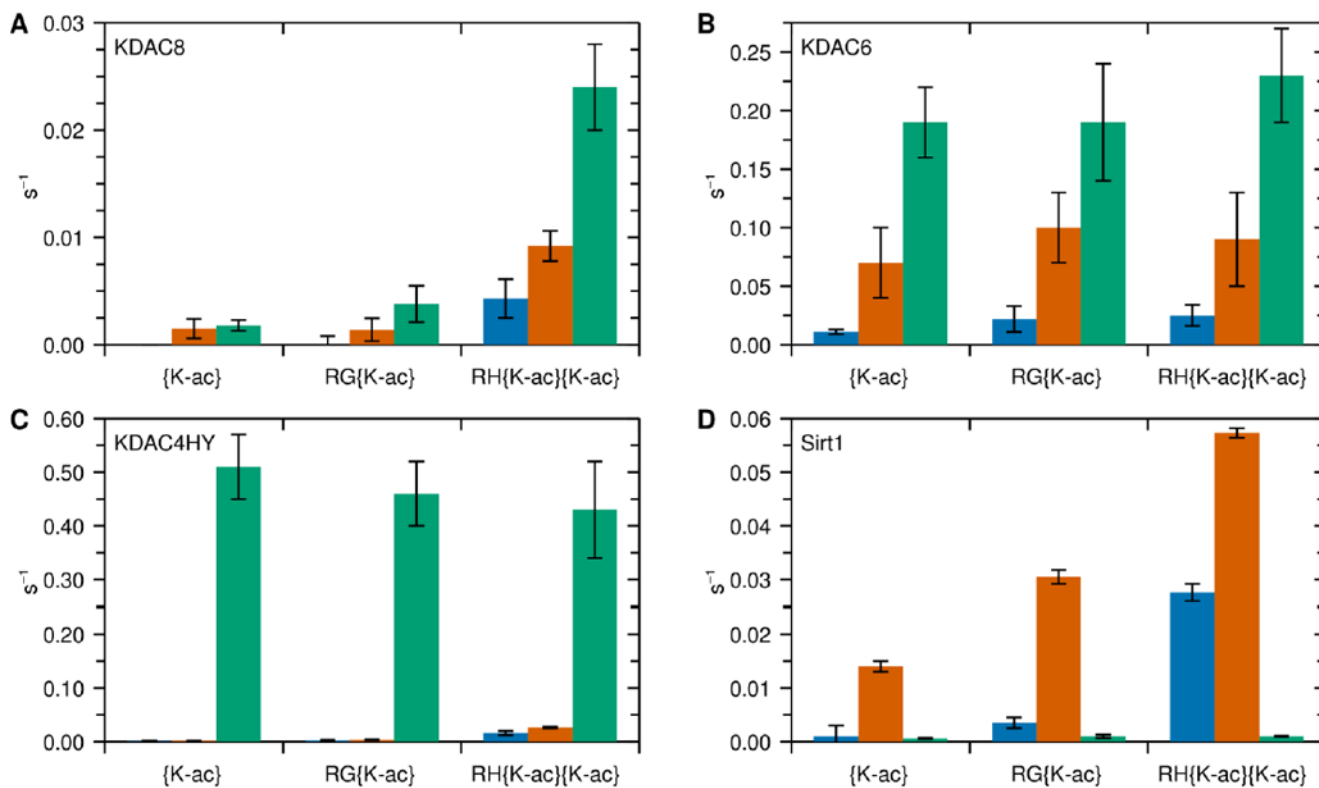 A
KDAC8
s⁻¹
0.03
0.02
0.01
0.00
{K-ac} RG{K-ac} RH{K-ac}{K-ac}
B
KDAC6
s⁻¹
0.25
0.20
0.15
0.10
0.05
0.00
{K-ac} RG{K-ac} RH{K-ac}{K-ac}
C
KDAC4HY
s⁻¹
0.60
0.50
0.40
0.30
0.20
0.10
0.00
{K-ac} RG{K-ac} RH{K-ac}{K-ac}
D
Sirt1
s⁻¹
0.06
0.05
0.04
0.03
0.02
0.01
0.00
{K-ac} RG{K-ac} RH{K-ac}{K-ac}